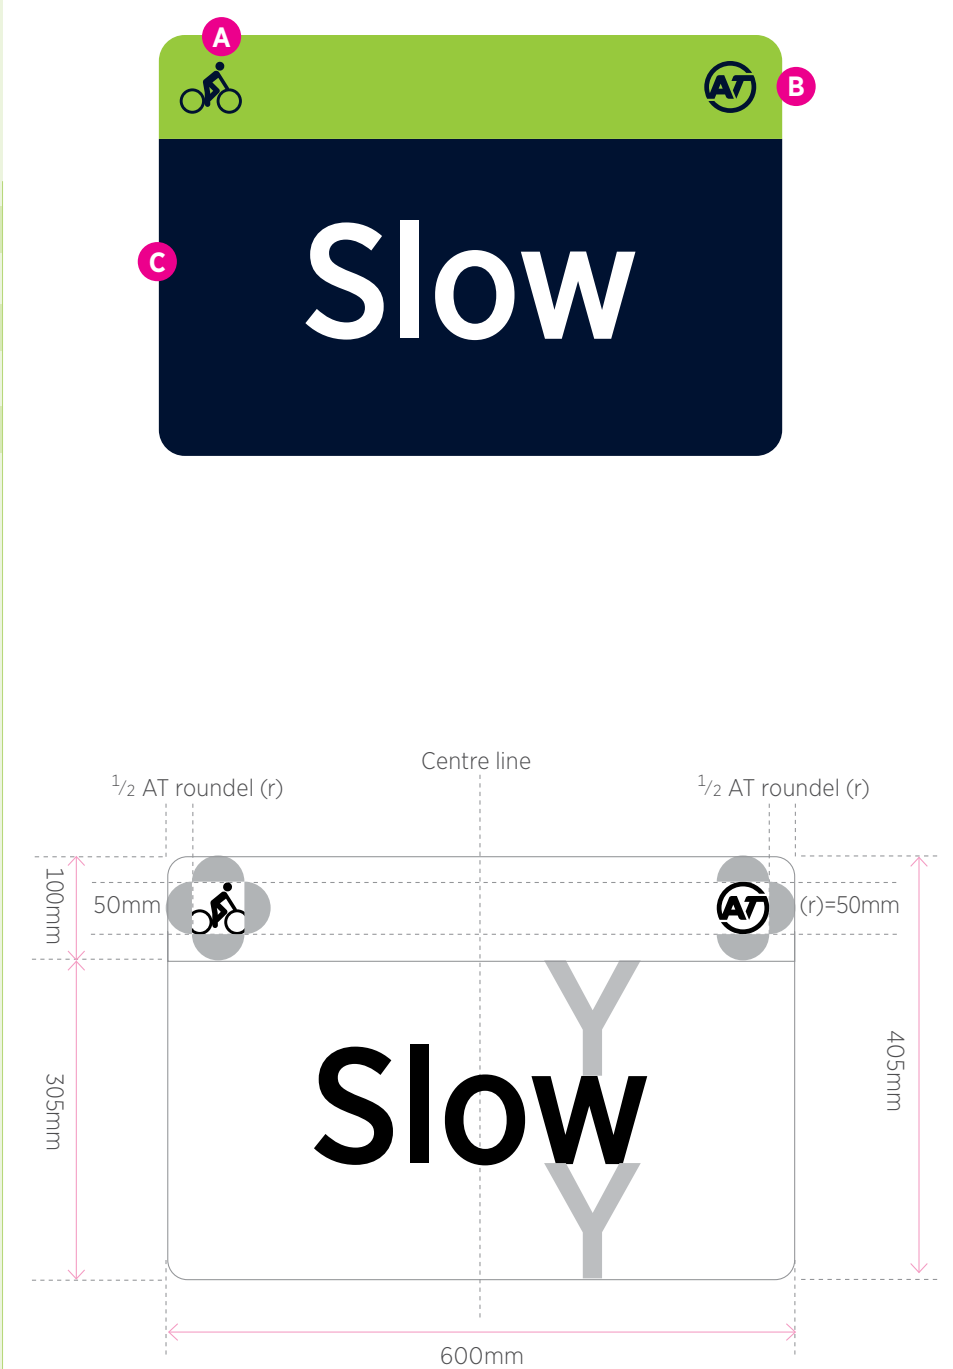 A
AT
B
C
Slow
Centre line
1/2 AT roundel (r)
1/2 AT roundel (r)
100mm
50mm
AT
(r)=50mm
Y
405mm
305mm
Slow
Y
600mm